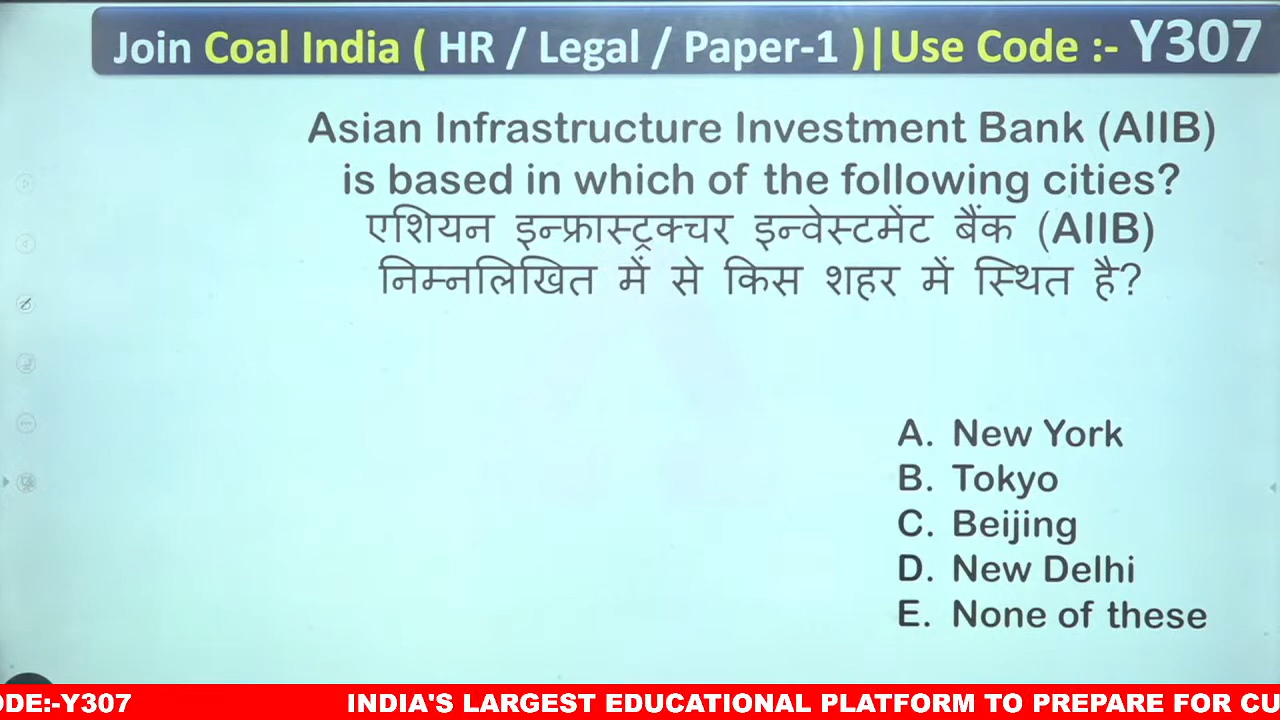 Join Coal India ( HR / Legal / Paper-1 )|Use Code :- Y307
Asian Infrastructure Investment Bank (AIIB)
is based in which of the following cities?
एशियन इन्फ्रास्ट्रक्चर इन्वेस्टमेंट बैंक (AIIB)
निम्नलिखित में से किस शहर में स्थित है?
A. New York
B. Tokyo
C. Beijing
D. New Delhi
E. None of these
ODE:-Y307 INDIA'S LARGEST EDUCATIONAL PLATFORM TO PREPARE FOR CU